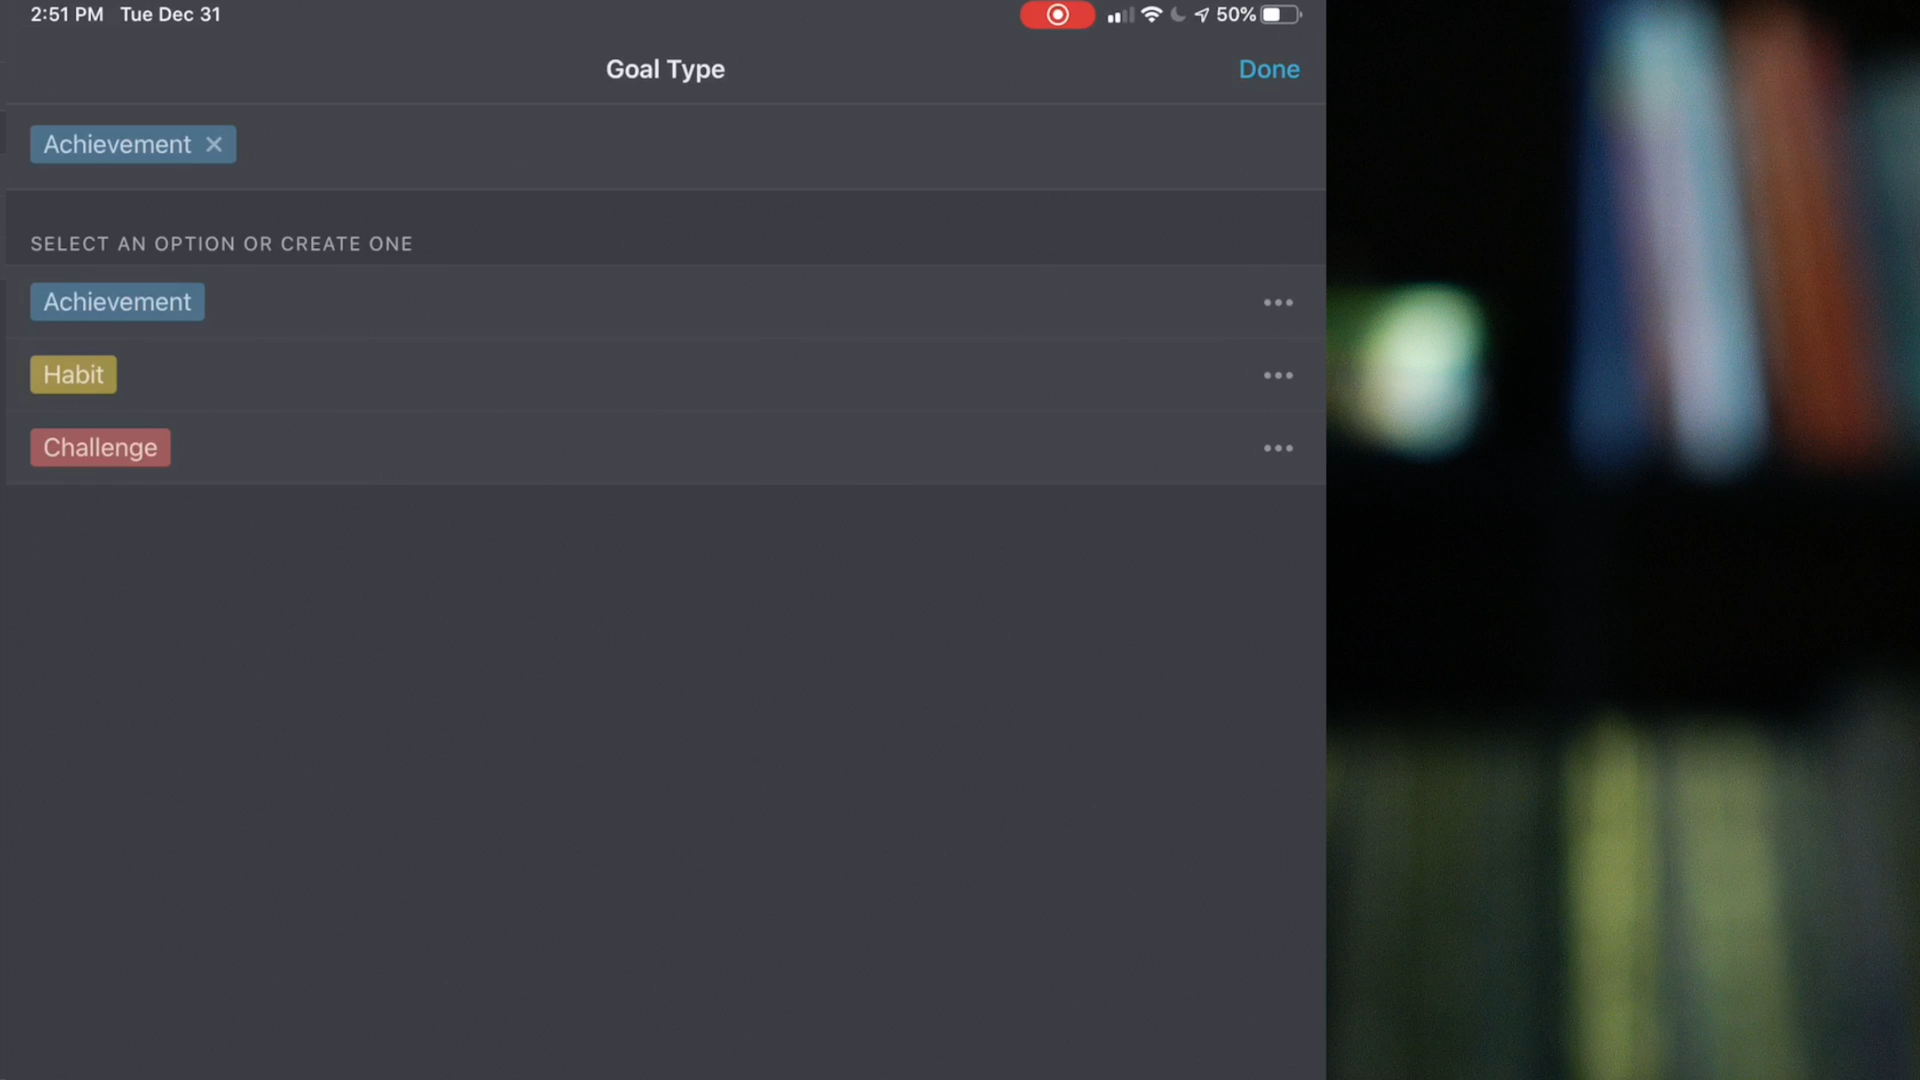 2:51 PM Tue Dec 31 50%
Goal Type Done
Achievement ×
SELECT AN OPTION OR CREATE ONE
Achievement
Habit
Challenge